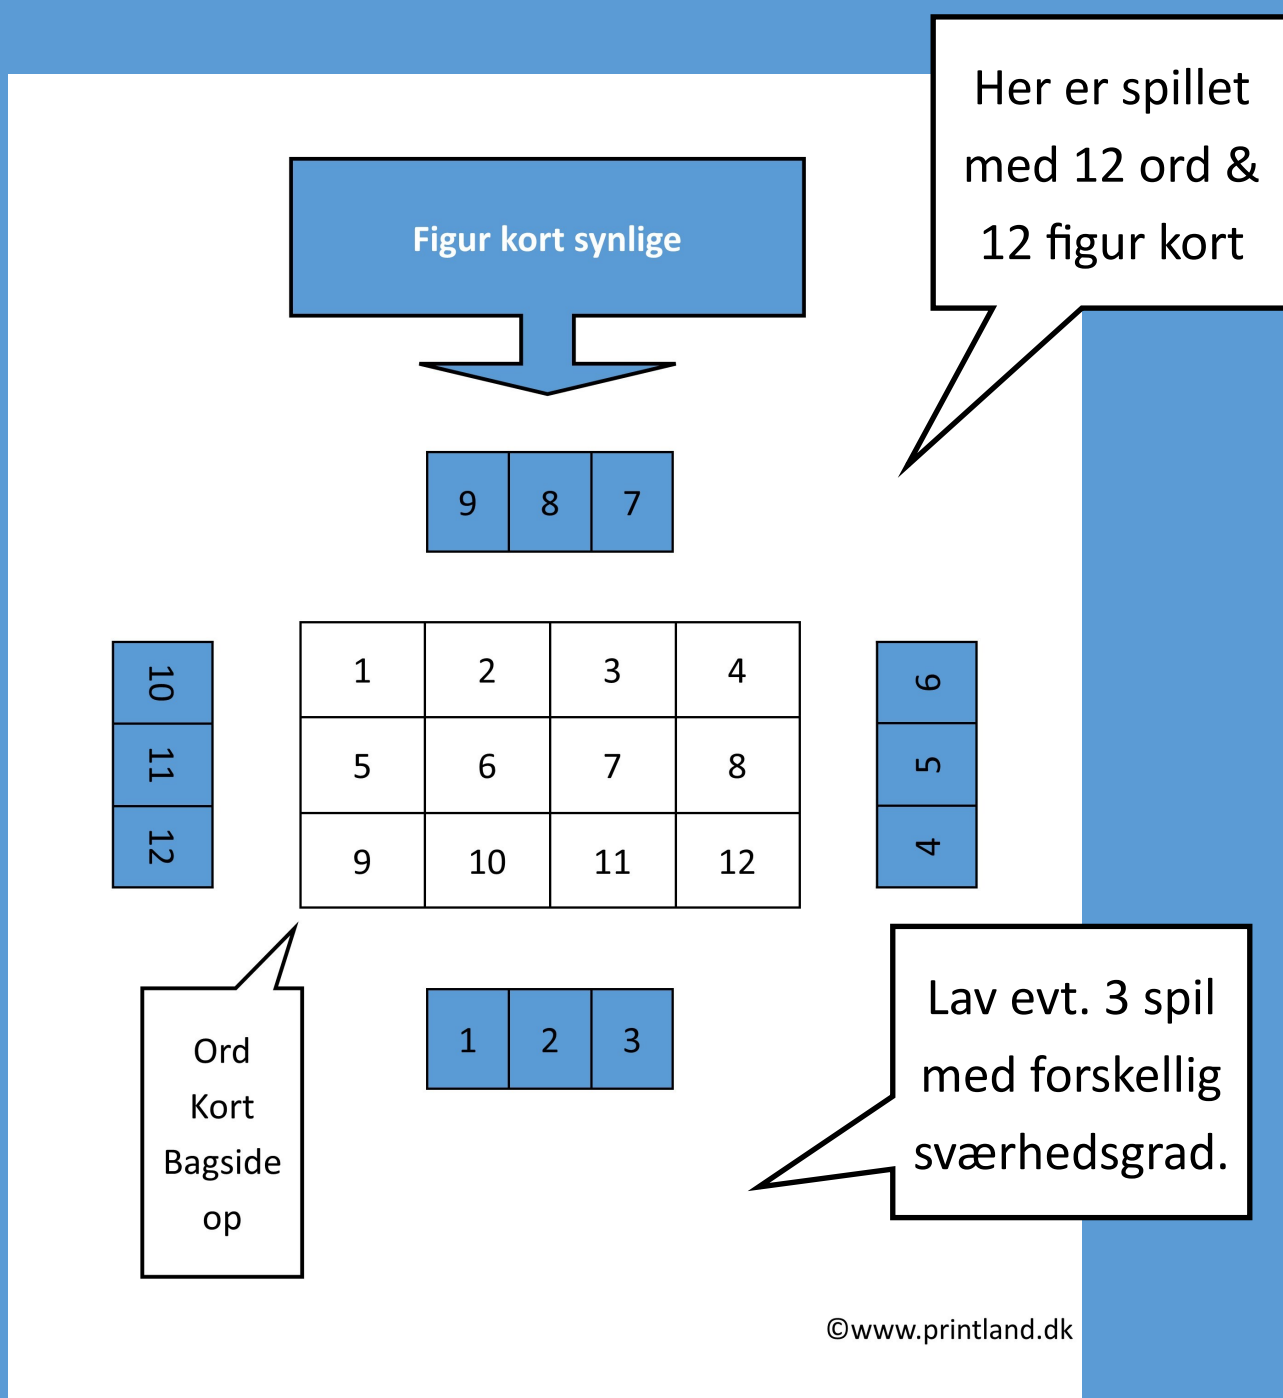 Her er spillet
med 12 ord &
12 figur kort
Figur kort synlige
9 8 7
10
11
12
1 2 3 4
5 6 7 8
9 10 11 12
6
5
4
Ord
Kort
Bagside
op
1 2 3
Lav evt. 3 spil
med forskellig
sværhedsgrad.
©www.printland.dk